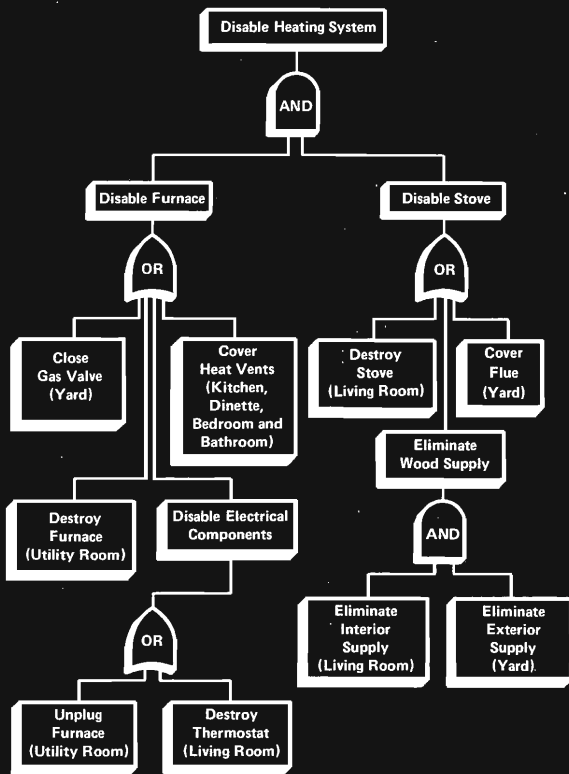 Disable Heating System
AND
Disable Furnace
Disable Stove
OR
OR
Close
Gas Valve
(Yard)
Cover
Heat Vents
(Kitchen,
Dinette,
Bedroom and
Bathroom)
Destroy
Stove
(Living Room)
Cover
Flue
(Yard)
Eliminate
Wood Supply
Destroy
Furnace
(Utility Room)
Disable Electrical
Components
AND
OR
Eliminate
Interior
Supply
(Living Room)
Eliminate
Exterior
Supply
(Yard)
Unplug
Furnace
(Utility Room)
Destroy
Thermostat
(Living Room)